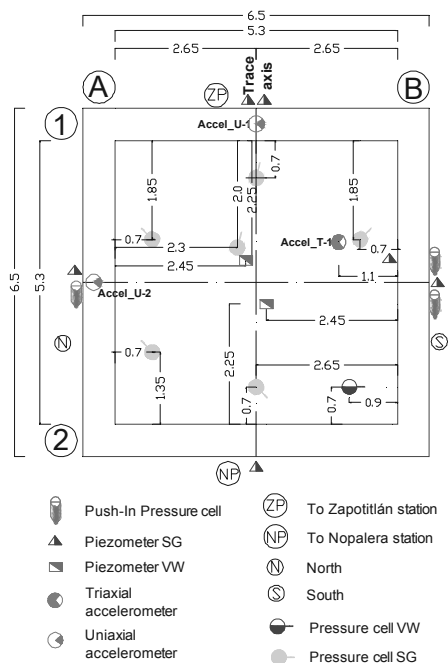 6.5
5.3
2.65
2.65
A
ZP
Trace
axis
B
1
Accel_U-1
0.7
1.85
2.0
2.25
1.85
0.7
2.3
Accel_T-1
0.7
2.45
1.1
6.5
5.3
Accel_U-2
N
S
2.45
2.25
0.7
1.35
2.65
0.7
0.7
0.9
2
NP
Push-In Pressure cell
Piezometer SG
Piezometer VW
Triaxial
accelerometer
Uniaxial
accelerometer
ZP To Zapotitlán station
NP To Nopalera station
N North
S South
Pressure cell VW
Pressure cell SG